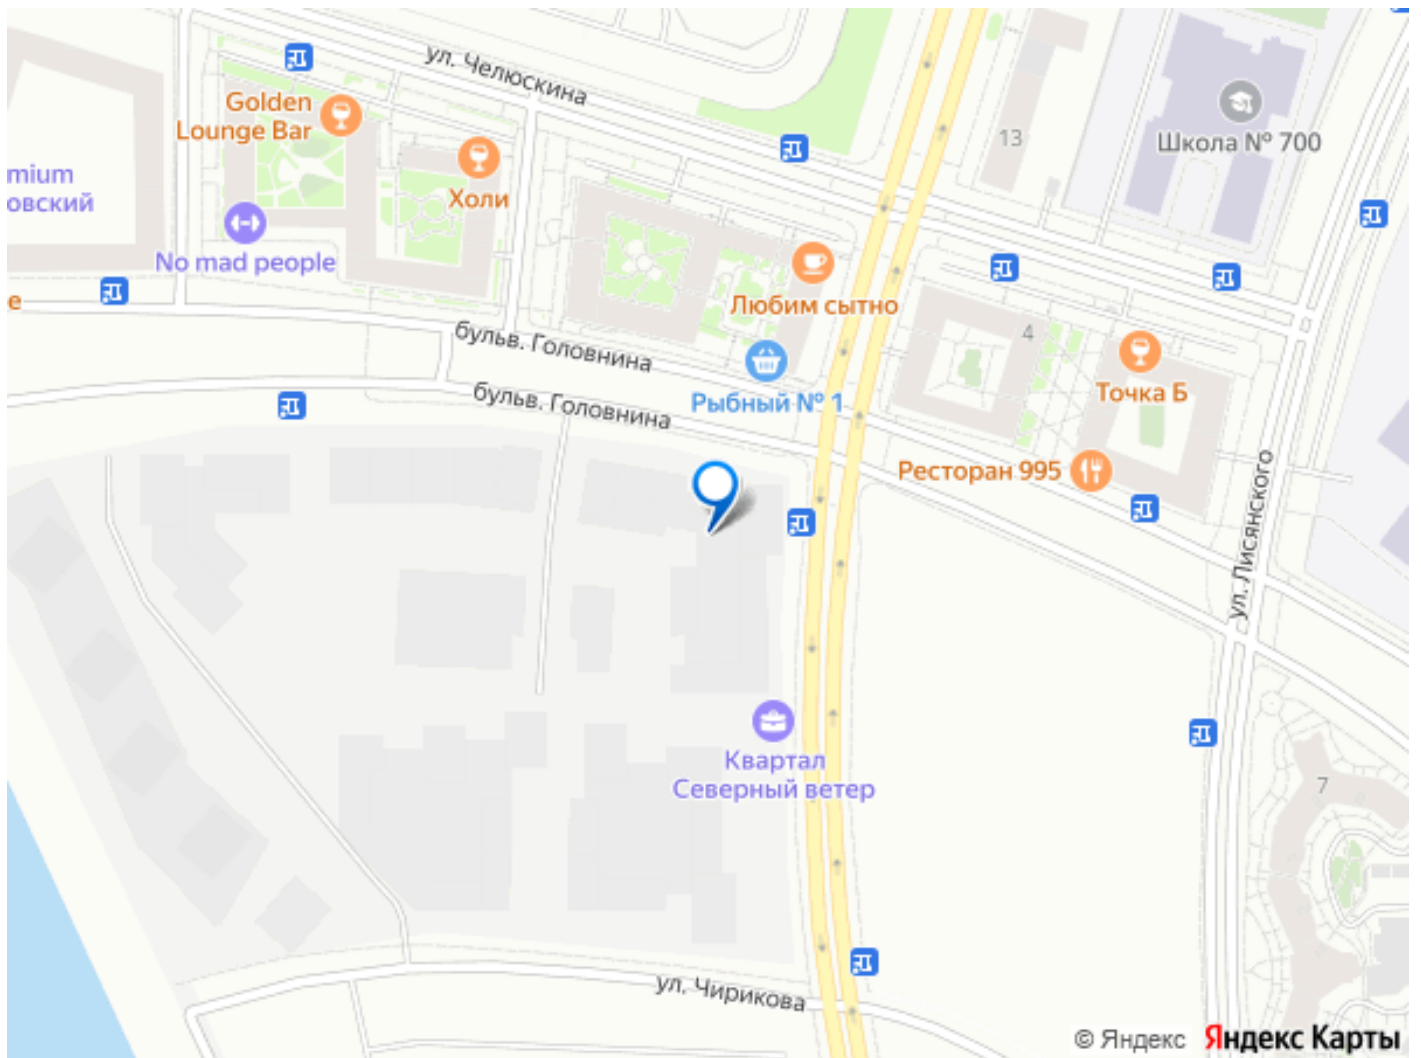 ул. Челюскина
Golden
Lounge Bar
Холи
13
Школа № 700
mium
овский
No mad people
е
Любим сытно
4
бульв. Головнина
Рыбный № 1
бульв. Головнина
Точка Б
Ресторан 995
ул. Лисянского
Квартал
Северный ветер
7
ул. Чирикова
© Яндекс Яндекс Карты